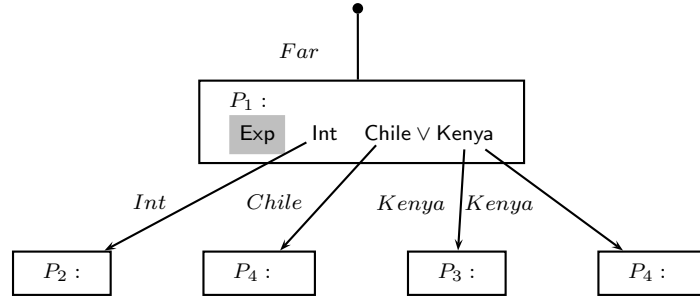 Far
P₁ :
Exp Int Chile ∨ Kenya
Int Chile Kenya Kenya
P₂ : P₄ : P₃ : P₄ :